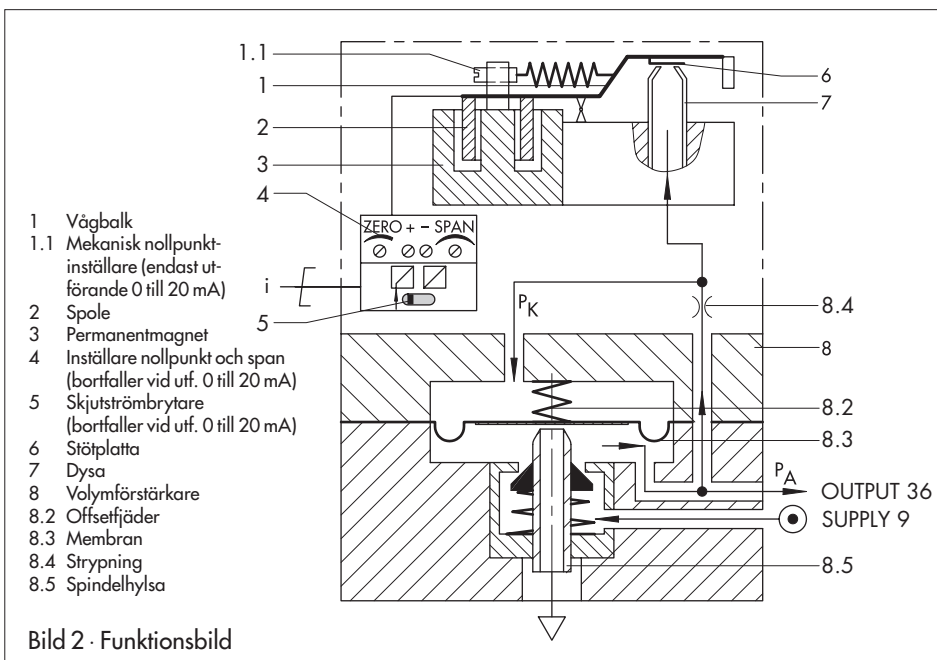 1.1
1
2
3
4
ZERO + − SPAN
i
5
6
7
8.4
8
8.2
8.3
8.5
PK
PA
OUTPUT 36
SUPPLY 9
1 Vågbalk
1.1 Mekanisk nollpunkt-
inställare (endast ut-
förande 0 till 20 mA)
2 Spole
3 Permanentmagnet
4 Inställare nollpunkt och span
(bortfaller vid utf. 0 till 20 mA)
5 Skjutströmbrytare
(bortfaller vid utf. 0 till 20 mA)
6 Stötplatta
7 Dysa
8 Volymförstärkare
8.2 Offsetfjäder
8.3 Membran
8.4 Strypning
8.5 Spindelhylsa
Bild 2 · Funktionsbild